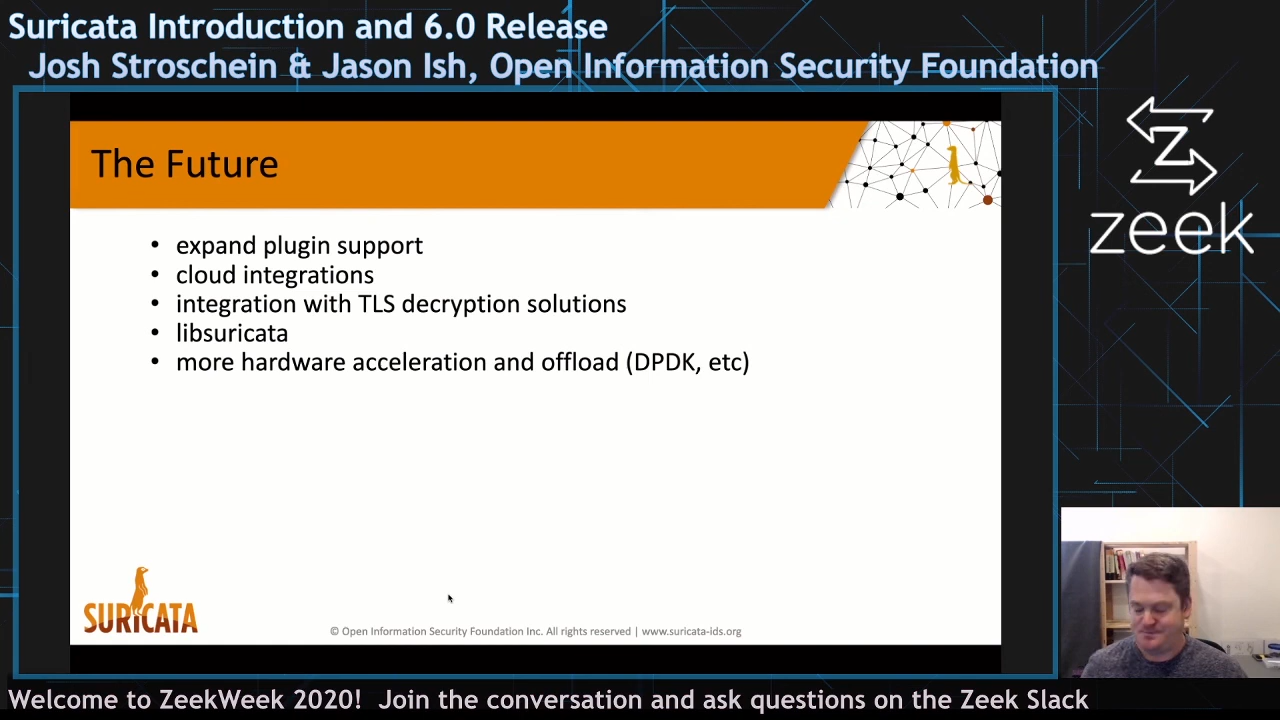 Suricata Introduction and 6.0 Release
Josh Stroschein & Jason Ish, Open Information Security Foundation
The Future
• expand plugin support
• cloud integrations
• integration with TLS decryption solutions
• libsuricata
• more hardware acceleration and offload (DPDK, etc)
SURICATA
© Open Information Security Foundation Inc. All rights reserved | www.suricata-ids.org
Z
zeek
Welcome to ZeekWeek 2020! Join the conversation and ask questions on the Zeek Slack